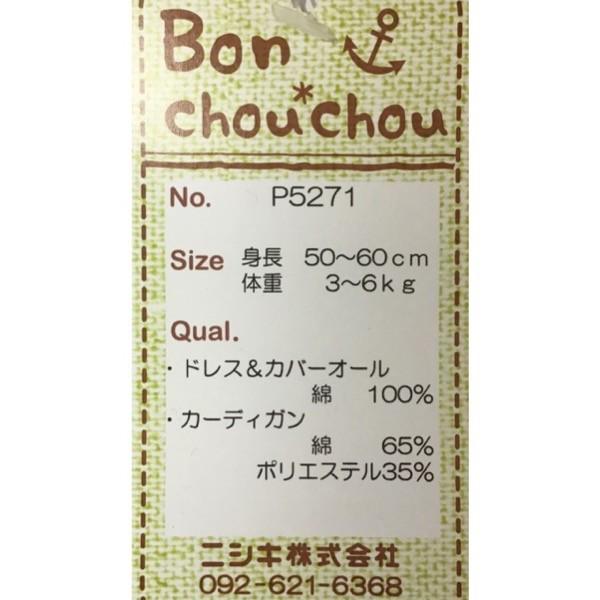 Bon
chou*chou
No. P5271
Size 身長 50～60cm
体重 3～6kg
Qual.
・ドレス&カバーオール
綿 100%
・カーディガン
綿 65%
ポリエステル35%
ニシキ株式会社
092-621-6368